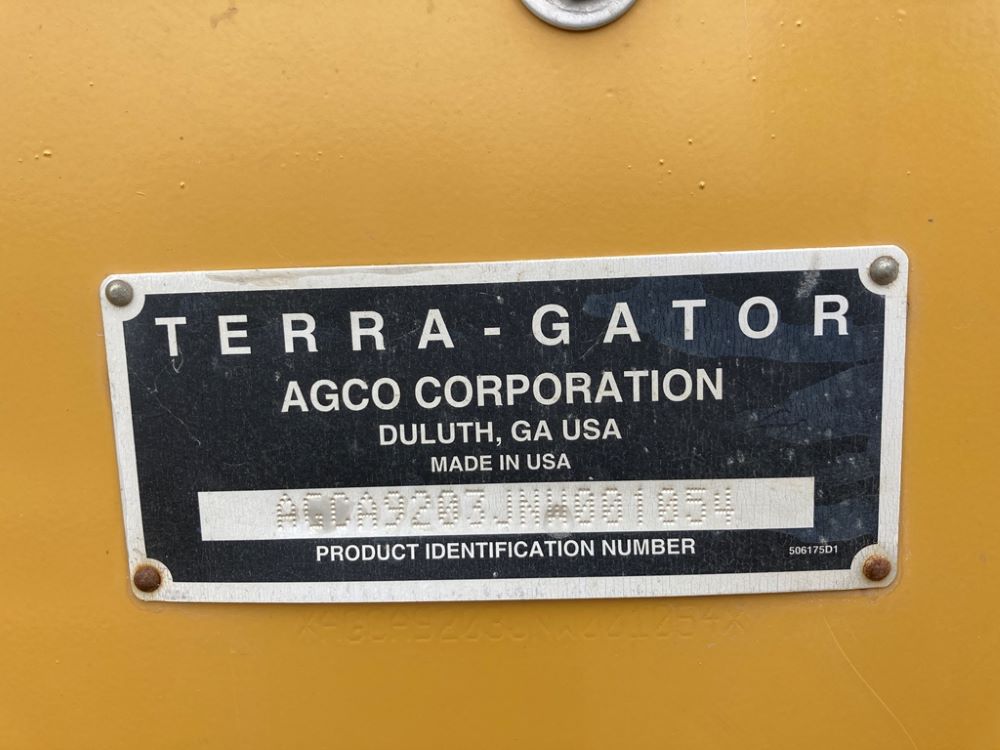 TERRA-GATOR
AGCO CORPORATION
DULUTH, GA USA
MADE IN USA
AGCA9203JNW001054
PRODUCT IDENTIFICATION NUMBER
506175D1